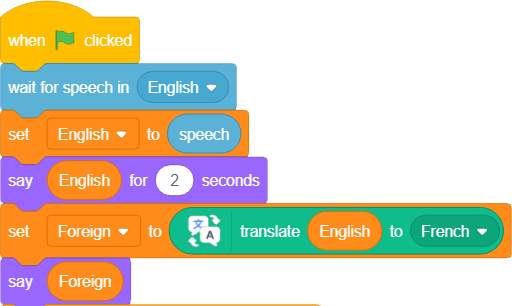 when clicked
wait for speech in English
set English to speech
say English for 2 seconds
set Foreign to 文 A translate English to French
say Foreign